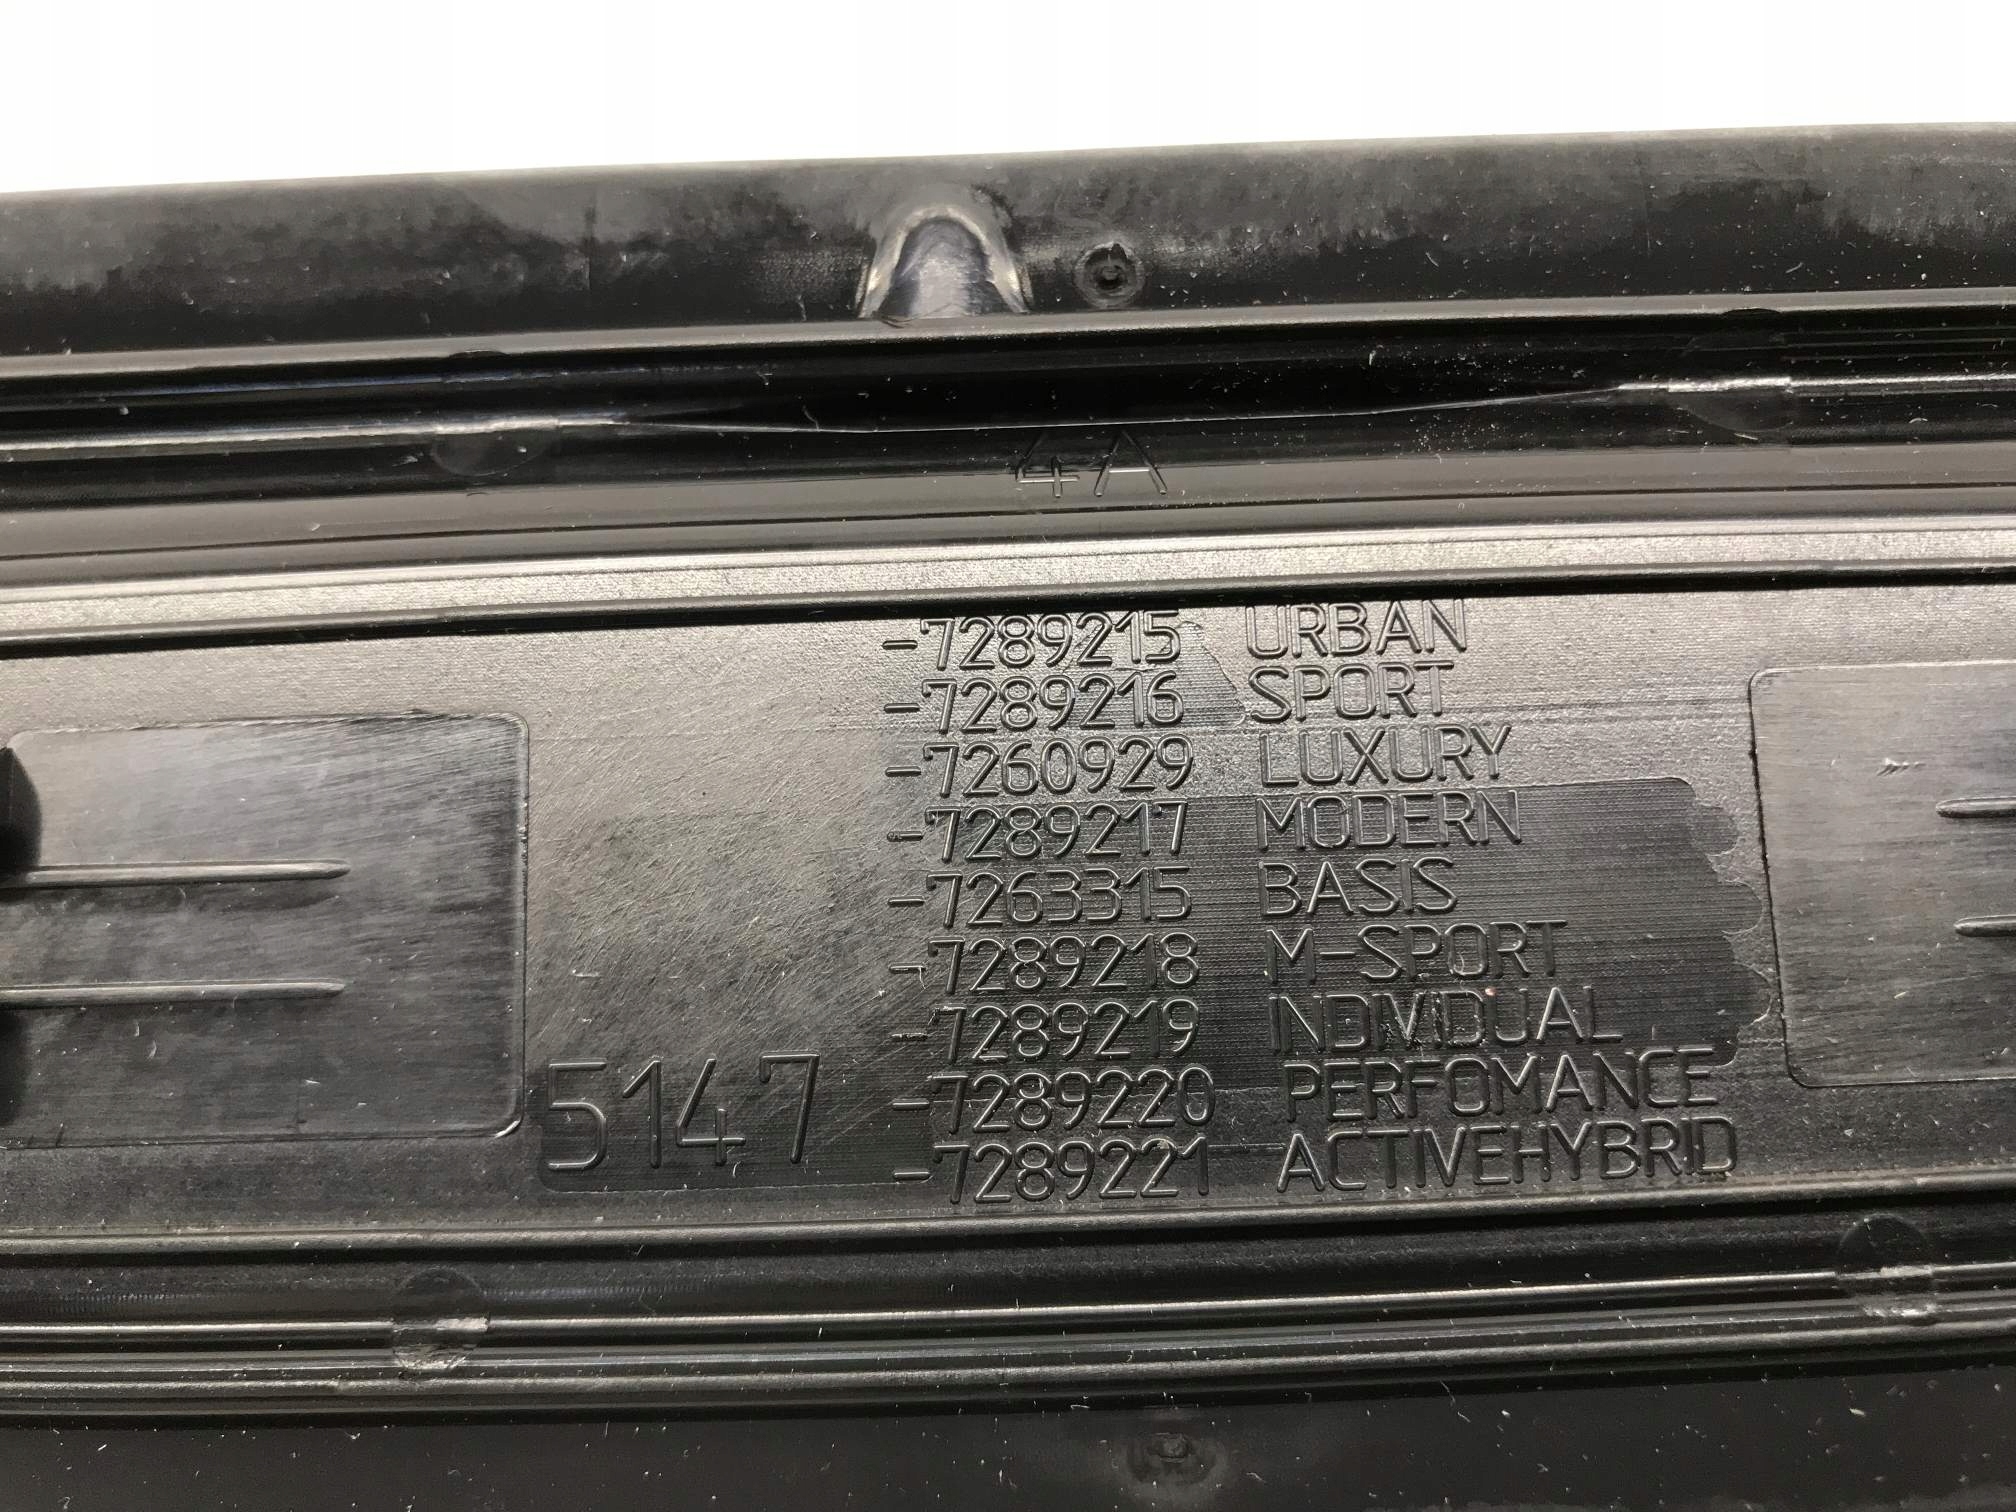 4A
-7289215 URBAN
-7289216 SPORT
-7260929 LUXURY
-7289217 MODERN
-7263315 BASIS
-7289218 M-SPORT
-7289219 INDIVIDUAL
5147 -7289220 PERFOMANCE
-7289221 ACTIVEHYBRID